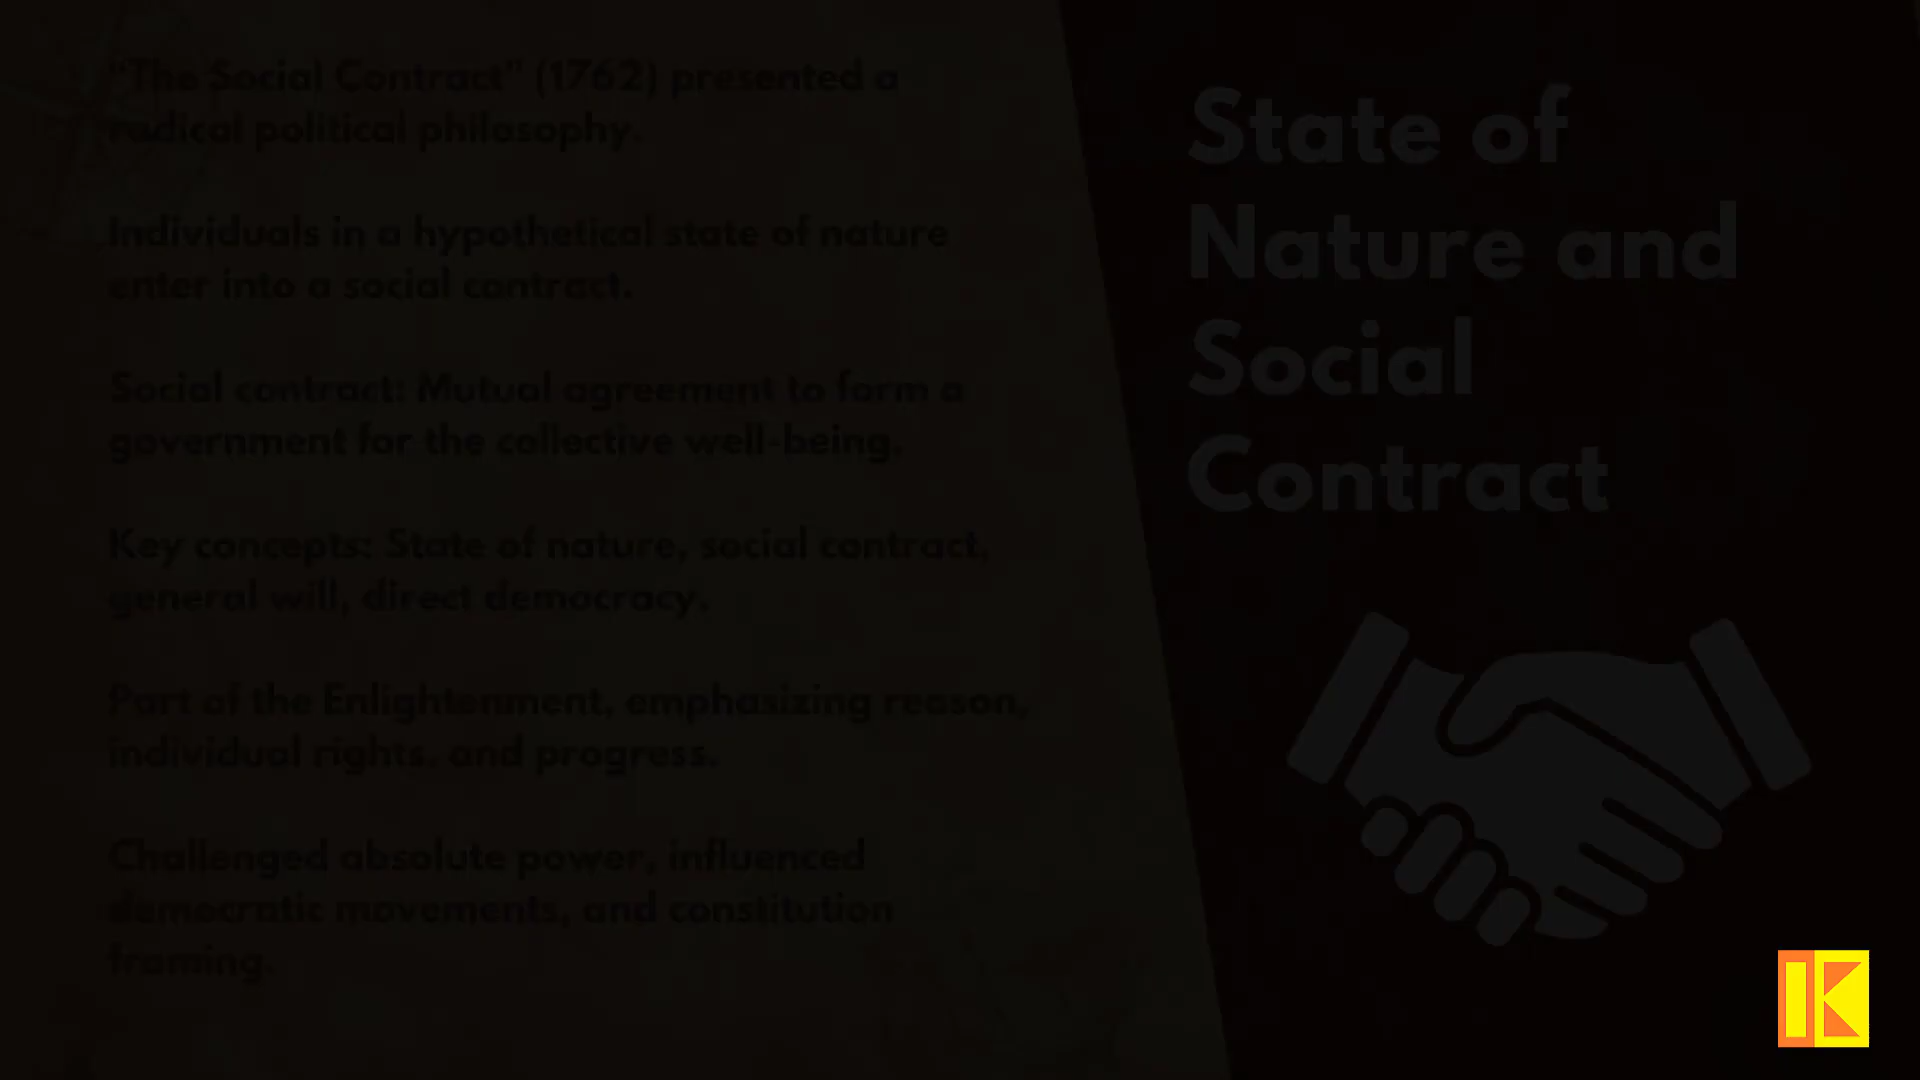 "The Social Contract" (1762) presented a
radical political philosophy.
Individuals in a hypothetical state of nature
enter into a social contract.
Social contract: Mutual agreement to form a
government for the collective well-being.
Key concepts: State of nature, social contract,
general will, direct democracy.
Part of the Enlightenment, emphasizing reason,
individual rights, and progress.
Challenged absolute power, influenced
democratic movements, and constitution
framing.
State of
Nature and
Social
Contract
IK